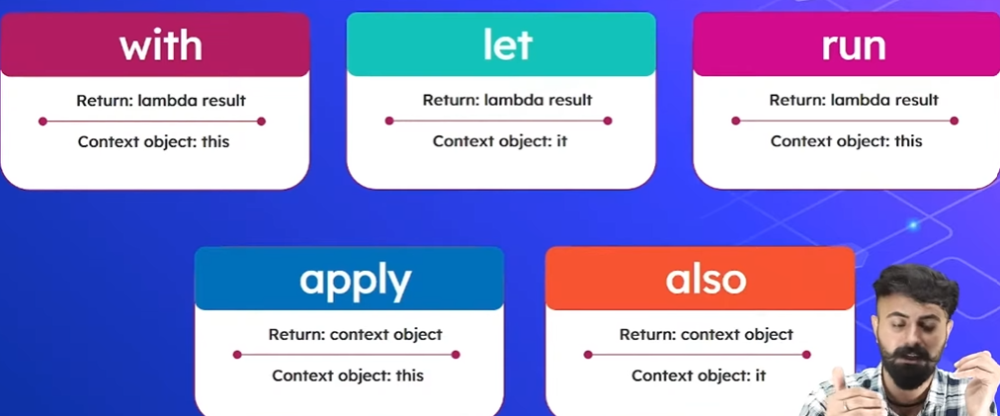 with
Return: lambda result
Context object: this
let
Return: lambda result
Context object: it
run
Return: lambda result
Context object: this
apply
Return: context object
Context object: this
also
Return: context object
Context object: it